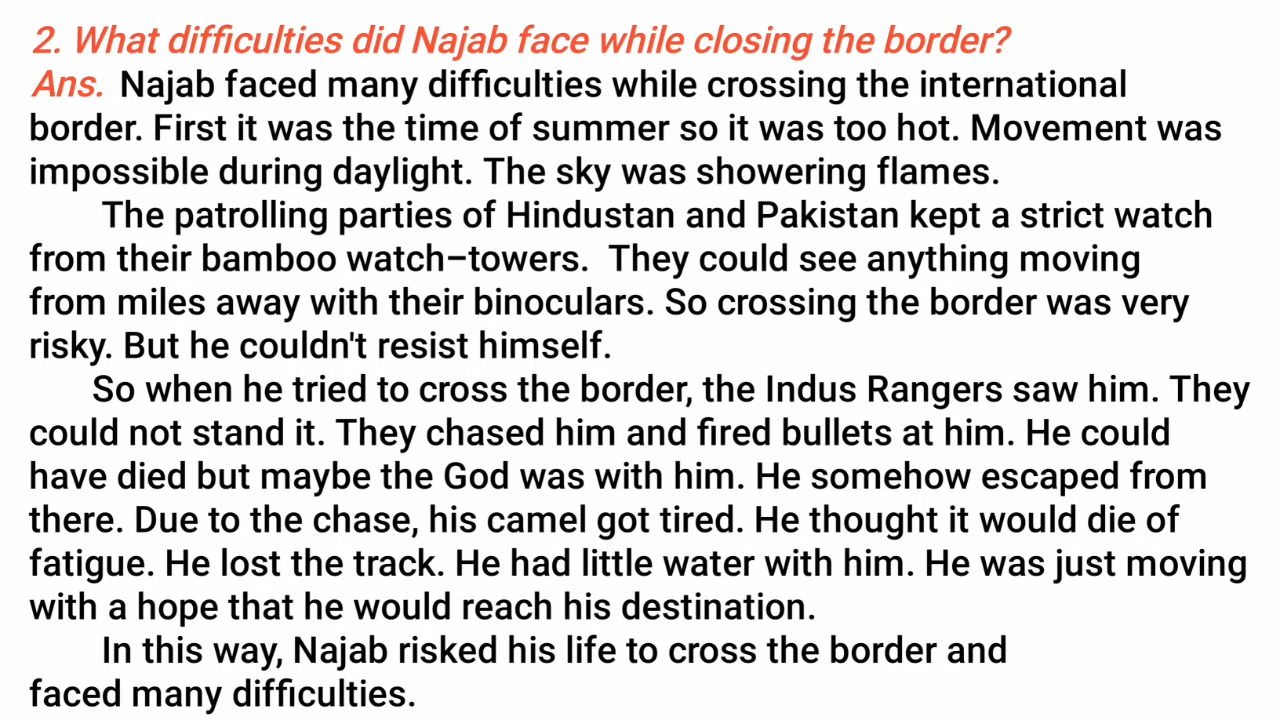 2. What difficulties did Najab face while closing the border?
Ans. Najab faced many difficulties while crossing the international
border. First it was the time of summer so it was too hot. Movement was
impossible during daylight. The sky was showering flames.
The patrolling parties of Hindustan and Pakistan kept a strict watch
from their bamboo watch–towers. They could see anything moving
from miles away with their binoculars. So crossing the border was very
risky. But he couldn't resist himself.
So when he tried to cross the border, the Indus Rangers saw him. They
could not stand it. They chased him and fired bullets at him. He could
have died but maybe the God was with him. He somehow escaped from
there. Due to the chase, his camel got tired. He thought it would die of
fatigue. He lost the track. He had little water with him. He was just moving
with a hope that he would reach his destination.
In this way, Najab risked his life to cross the border and
faced many difficulties.